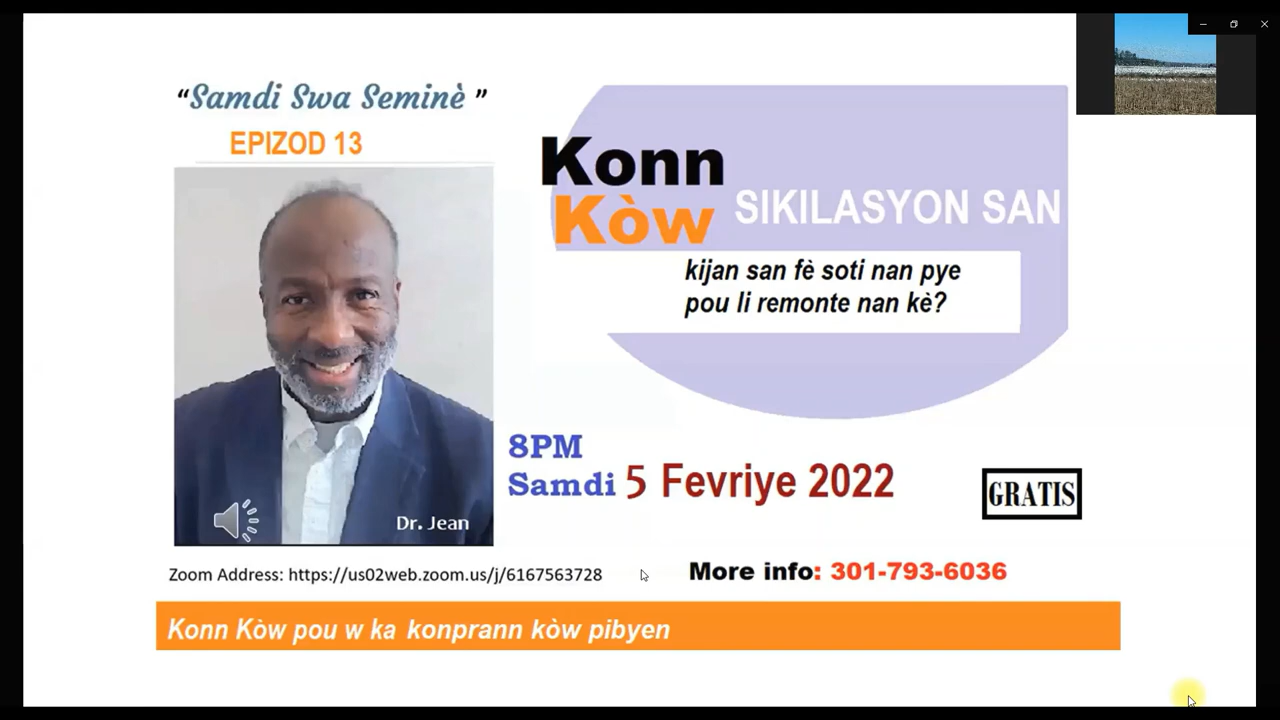 “Samdi Swa Seminè ”
EPIZOD 13
Konn
Kòw
SIKILASYON SAN
kijan san fè soti nan pye
pou li remonte nan kè?
8PM
Samdi 5 Fevriye 2022
GRATIS
Dr. Jean
Zoom Address: https://us02web.zoom.us/j/6167563728
More info: 301-793-6036
Konn Kòw pou w ka konprann kòw pibyen